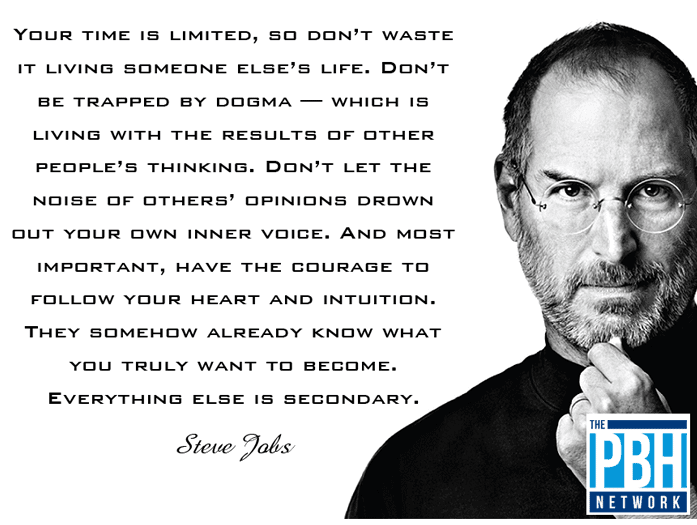 Your time is limited, so don't waste
it living someone else's life. Don't
be trapped by dogma — which is
living with the results of other
people's thinking. Don't let the
noise of others' opinions drown
out your own inner voice. And most
important, have the courage to
follow your heart and intuition.
They somehow already know what
you truly want to become.
Everything else is secondary.
Steve Jobs
THE
PBH
NETWORK